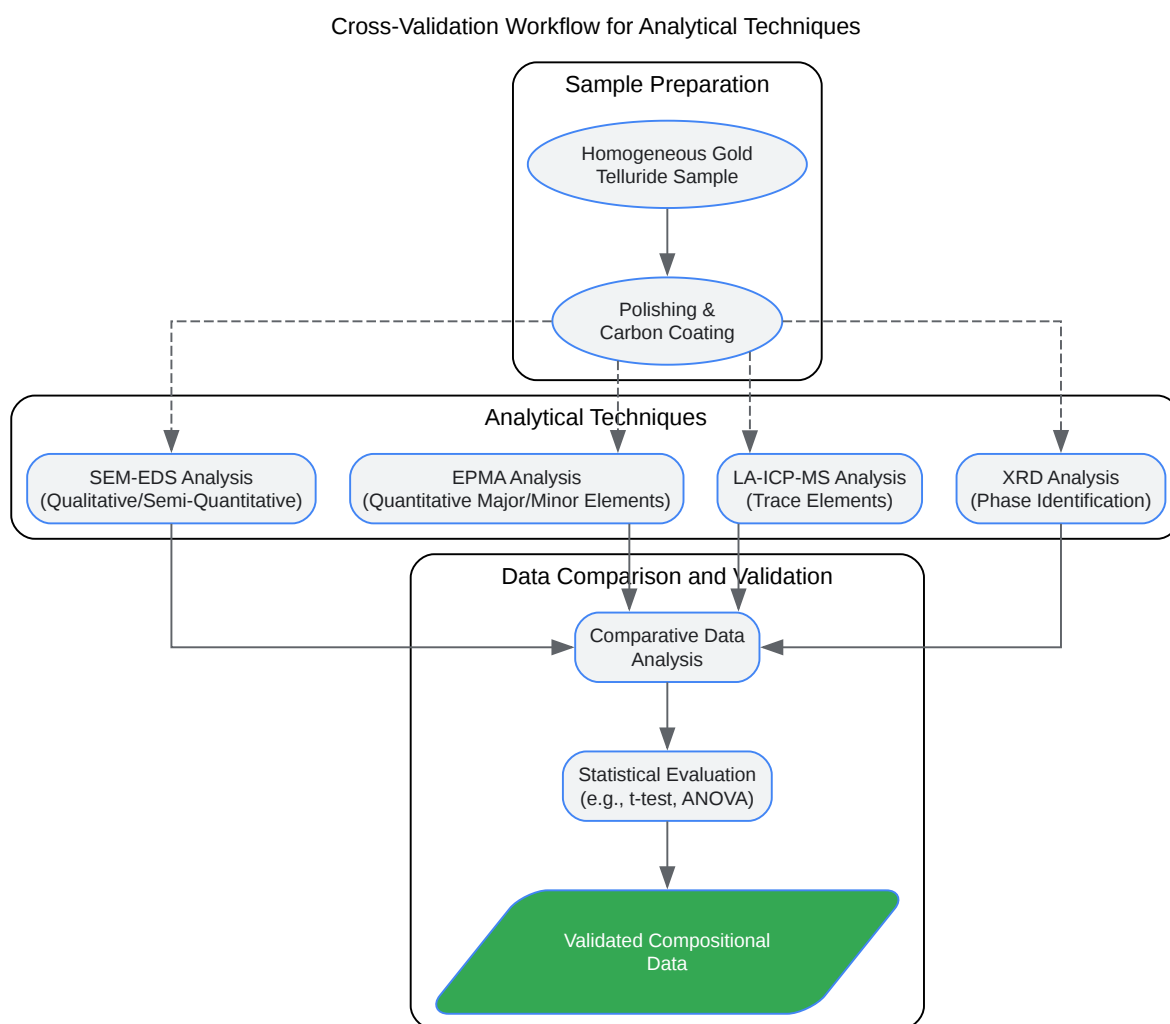 Cross-Validation Workflow for Analytical Techniques
Sample Preparation
Homogeneous Gold
Telluride Sample
Polishing &
Carbon Coating
Analytical Techniques
SEM-EDS Analysis
(Qualitative/Semi-Quantitative)
EPMA Analysis
(Quantitative Major/Minor Elements)
LA-ICP-MS Analysis
(Trace Elements)
XRD Analysis
(Phase Identification)
Data Comparison and Validation
Comparative Data
Analysis
Statistical Evaluation
(e.g., t-test, ANOVA)
Validated Compositional
Data